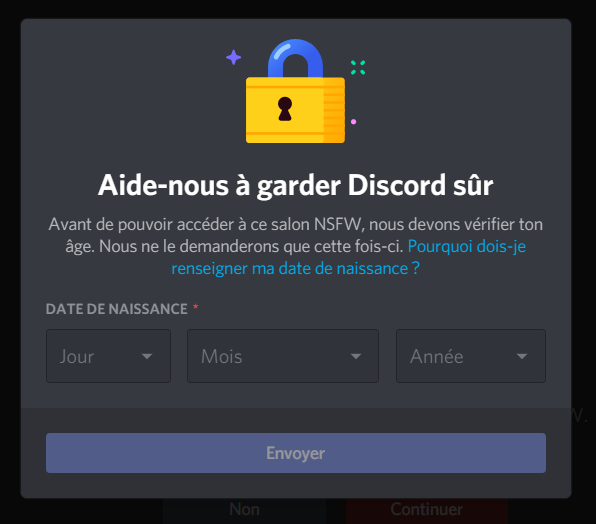 Aide-nous à garder Discord sûr
Avant de pouvoir accéder à ce salon NSFW, nous devons vérifier ton
âge. Nous ne le demanderons que cette fois-ci. Pourquoi dois-je
renseigner ma date de naissance ?
DATE DE NAISSANCE *
Jour Mois Année
W.
Envoyer
Non Continuer